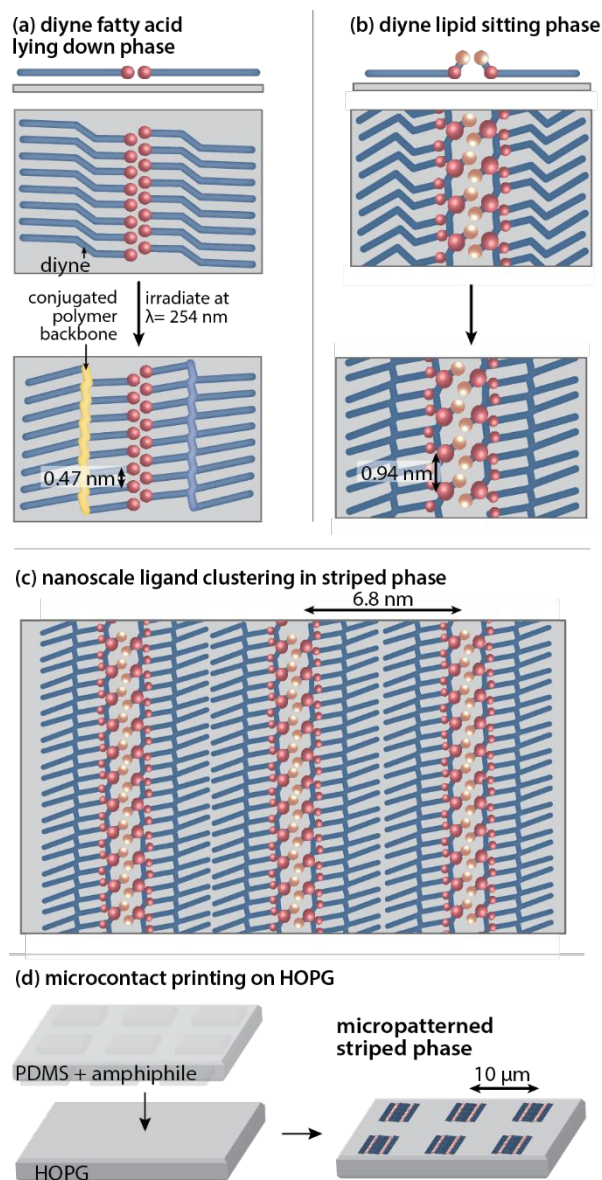 (a) diyne fatty acid
lying down phase
diyne
conjugated
polymer
backbone
irradiate at
λ= 254 nm
0.47 nm
(b) diyne lipid sitting phase
0.94 nm
(c) nanoscale ligand clustering in striped phase
6.8 nm
(d) microcontact printing on HOPG
PDMS + amphiphile
HOPG
micropatterned
striped phase
10 μm